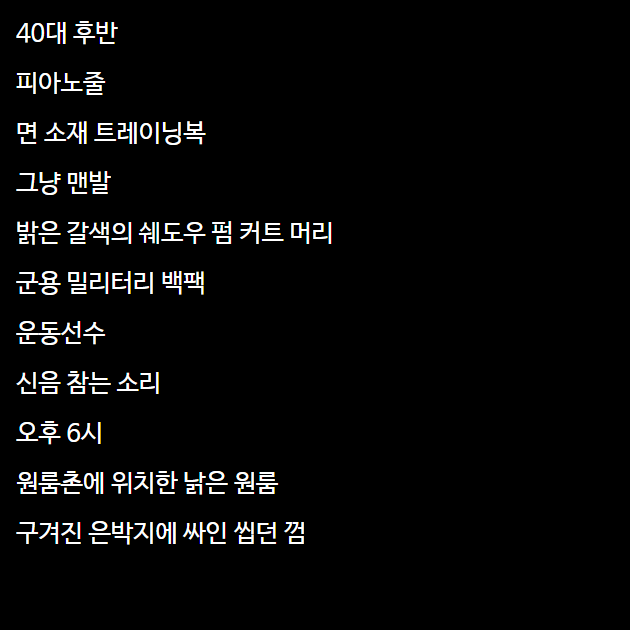 40대 후반
피아노줄
면 소재 트레이닝복
그냥 맨발
밝은 갈색의 쉐도우 펌 커트 머리
군용 밀리터리 백팩
운동선수
신음 참는 소리
오후 6시
원룸촌에 위치한 낡은 원룸
구겨진 은박지에 싸인 씹던 껌